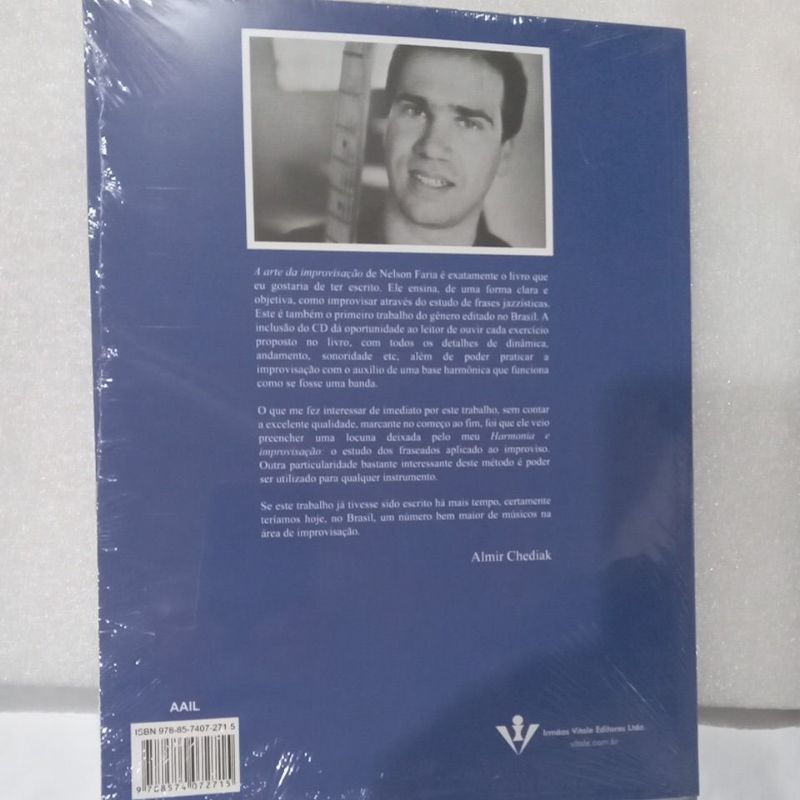 A arte da improvisação de Nelson Faria é exatamente o livro que
eu gostaria de ter escrito. Ele ensina, de uma forma clara e
objetiva, como improvisar através do estudo de frases jazzísticas.
Este é também o primeiro trabalho do gênero editado no Brasil. A
inclusão do CD dá oportunidade ao leitor de ouvir cada exercício
proposto no livro, com todos os detalhes de dinâmica,
andamento, sonoridade etc, além de poder praticar a
improvisação com o auxílio de uma base harmônica que funciona
como se fosse uma banda.
O que me fez interessar de imediato por este trabalho, sem contar
a excelente qualidade, marcante no começo ao fim, foi que ele veio
preencher uma locuna deixada pelo meu Harmonia e
improvisação: o estudo dos fraseados aplicado ao improviso.
Outra particularidade bastante interessante deste método é poder
ser utilizado para qualquer instrumento.
Se este trabalho já tivesse sido escrito há mais tempo, certamente
teríamos hoje, no Brasil, um número bem maior de músicos na
área de improvisação.
Almir Chediak
AAIL
ISBN 978-85-7407-271 5
9 788574 072715
Irmãos Vitale Editores Ltda.
vitale.com.br